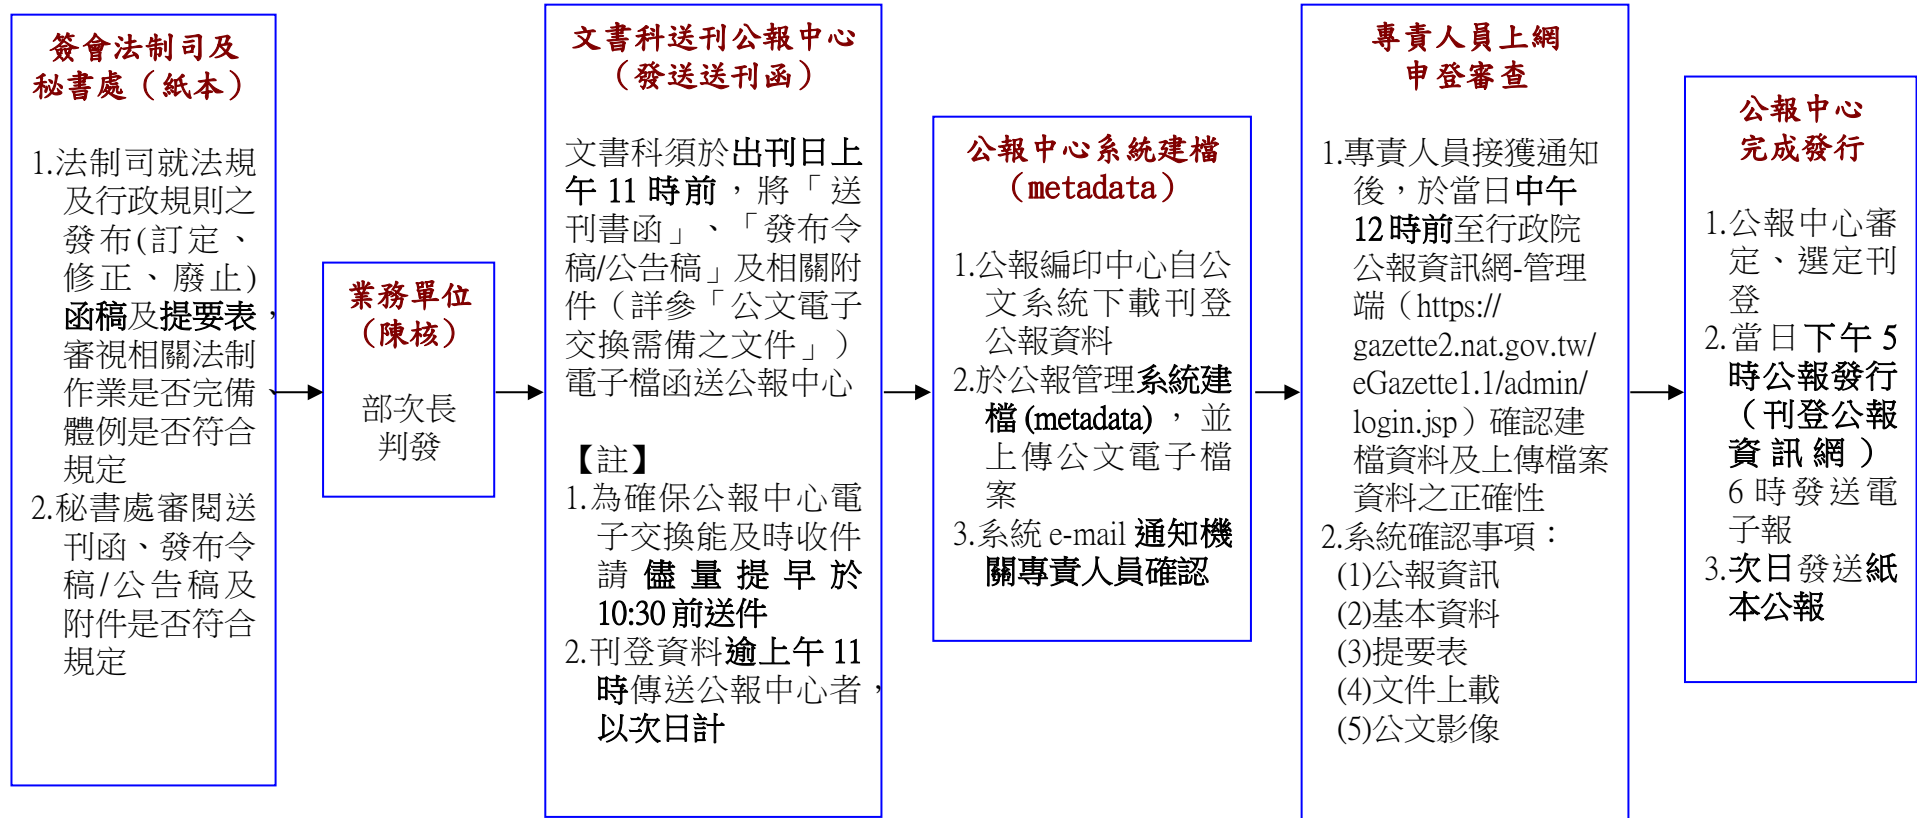 簽會法制司及
秘書處（紙本）
1.法制司就法規
及行政規則之
發布(訂定、
修正、廢止)
函稿及提要表，
審視相關法制
作業是否完備、
體例是否符合
規定
2.秘書處審閱送
刊函、發布令
稿/公告稿及
附件是否符合
規定
業務單位
（陳核）
部次長
判發
文書科送刊公報中心
（發送送刊函）
文書科須於出刊日上
午 11 時前，將「送
刊書函」、「發布令
稿/公告稿」及相關附
件（詳參「公文電子
交換需備之文件」）
電子檔函送公報中心
【註】
1.為確保公報中心電
子交換能及時收件
請儘量提早於
10:30 前送件
2.刊登資料逾上午 11
時傳送公報中心者，
以次日計
公報中心系統建檔
（metadata）
1.公報編印中心自公
文系統下載刊登
公報資料
2.於公報管理系統建
檔(metadata)，並
上傳公文電子檔
案
3.系統 e-mail 通知機
關專責人員確認
專責人員上網
申登審查
1.專責人員接獲通知
後，於當日中午
12 時前至行政院
公報資訊網-管理
端（https://
gazette2.nat.gov.tw/
eGazette1.1/admin/
login.jsp）確認建
檔資料及上傳檔案
資料之正確性
2.系統確認事項：
(1)公報資訊
(2)基本資料
(3)提要表
(4)文件上載
(5)公文影像
公報中心
完成發行
1.公報中心審
定、選定刊
登
2.當日下午 5
時公報發行
（刊登公報
資訊網）
6 時發送電
子報
3.次日發送紙
本公報